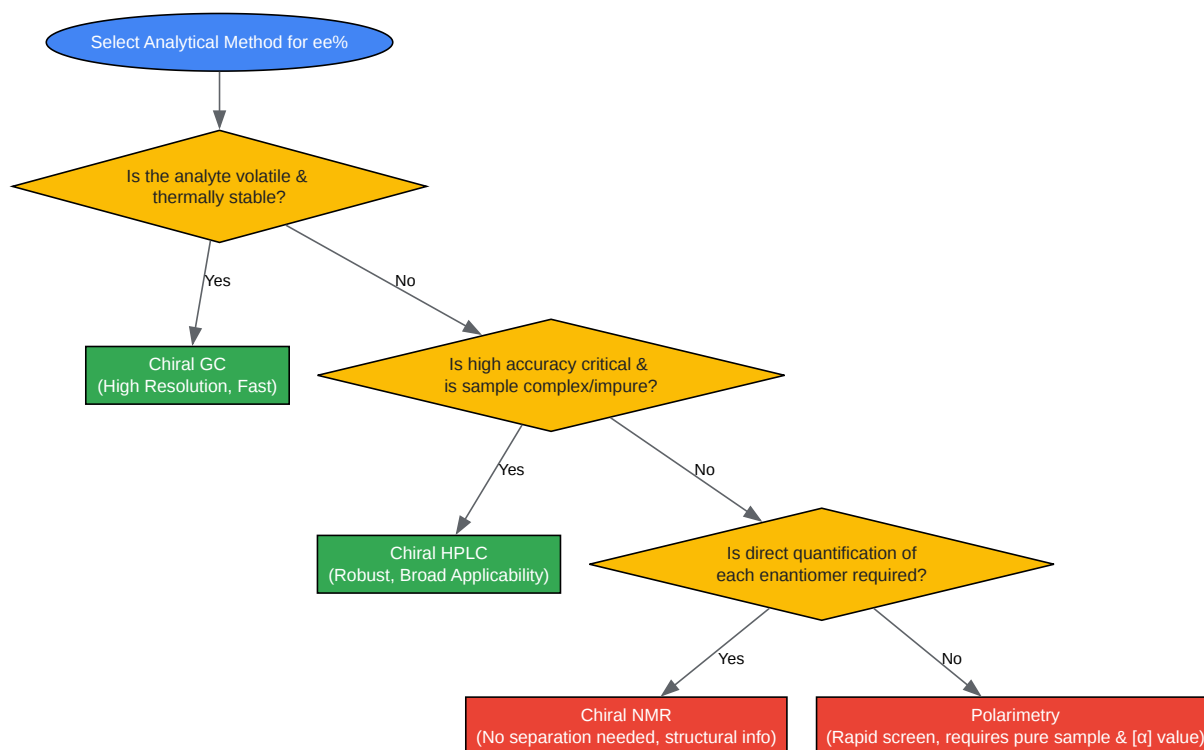 Select Analytical Method for ee%
Is the analyte volatile &
thermally stable?
Yes
No
Chiral GC
(High Resolution, Fast)
Is high accuracy critical &
is sample complex/impure?
Yes
No
Chiral HPLC
(Robust, Broad Applicability)
Is direct quantification of
each enantiomer required?
Yes
No
Chiral NMR
(No separation needed, structural info)
Polarimetry
(Rapid screen, requires pure sample & [α] value)